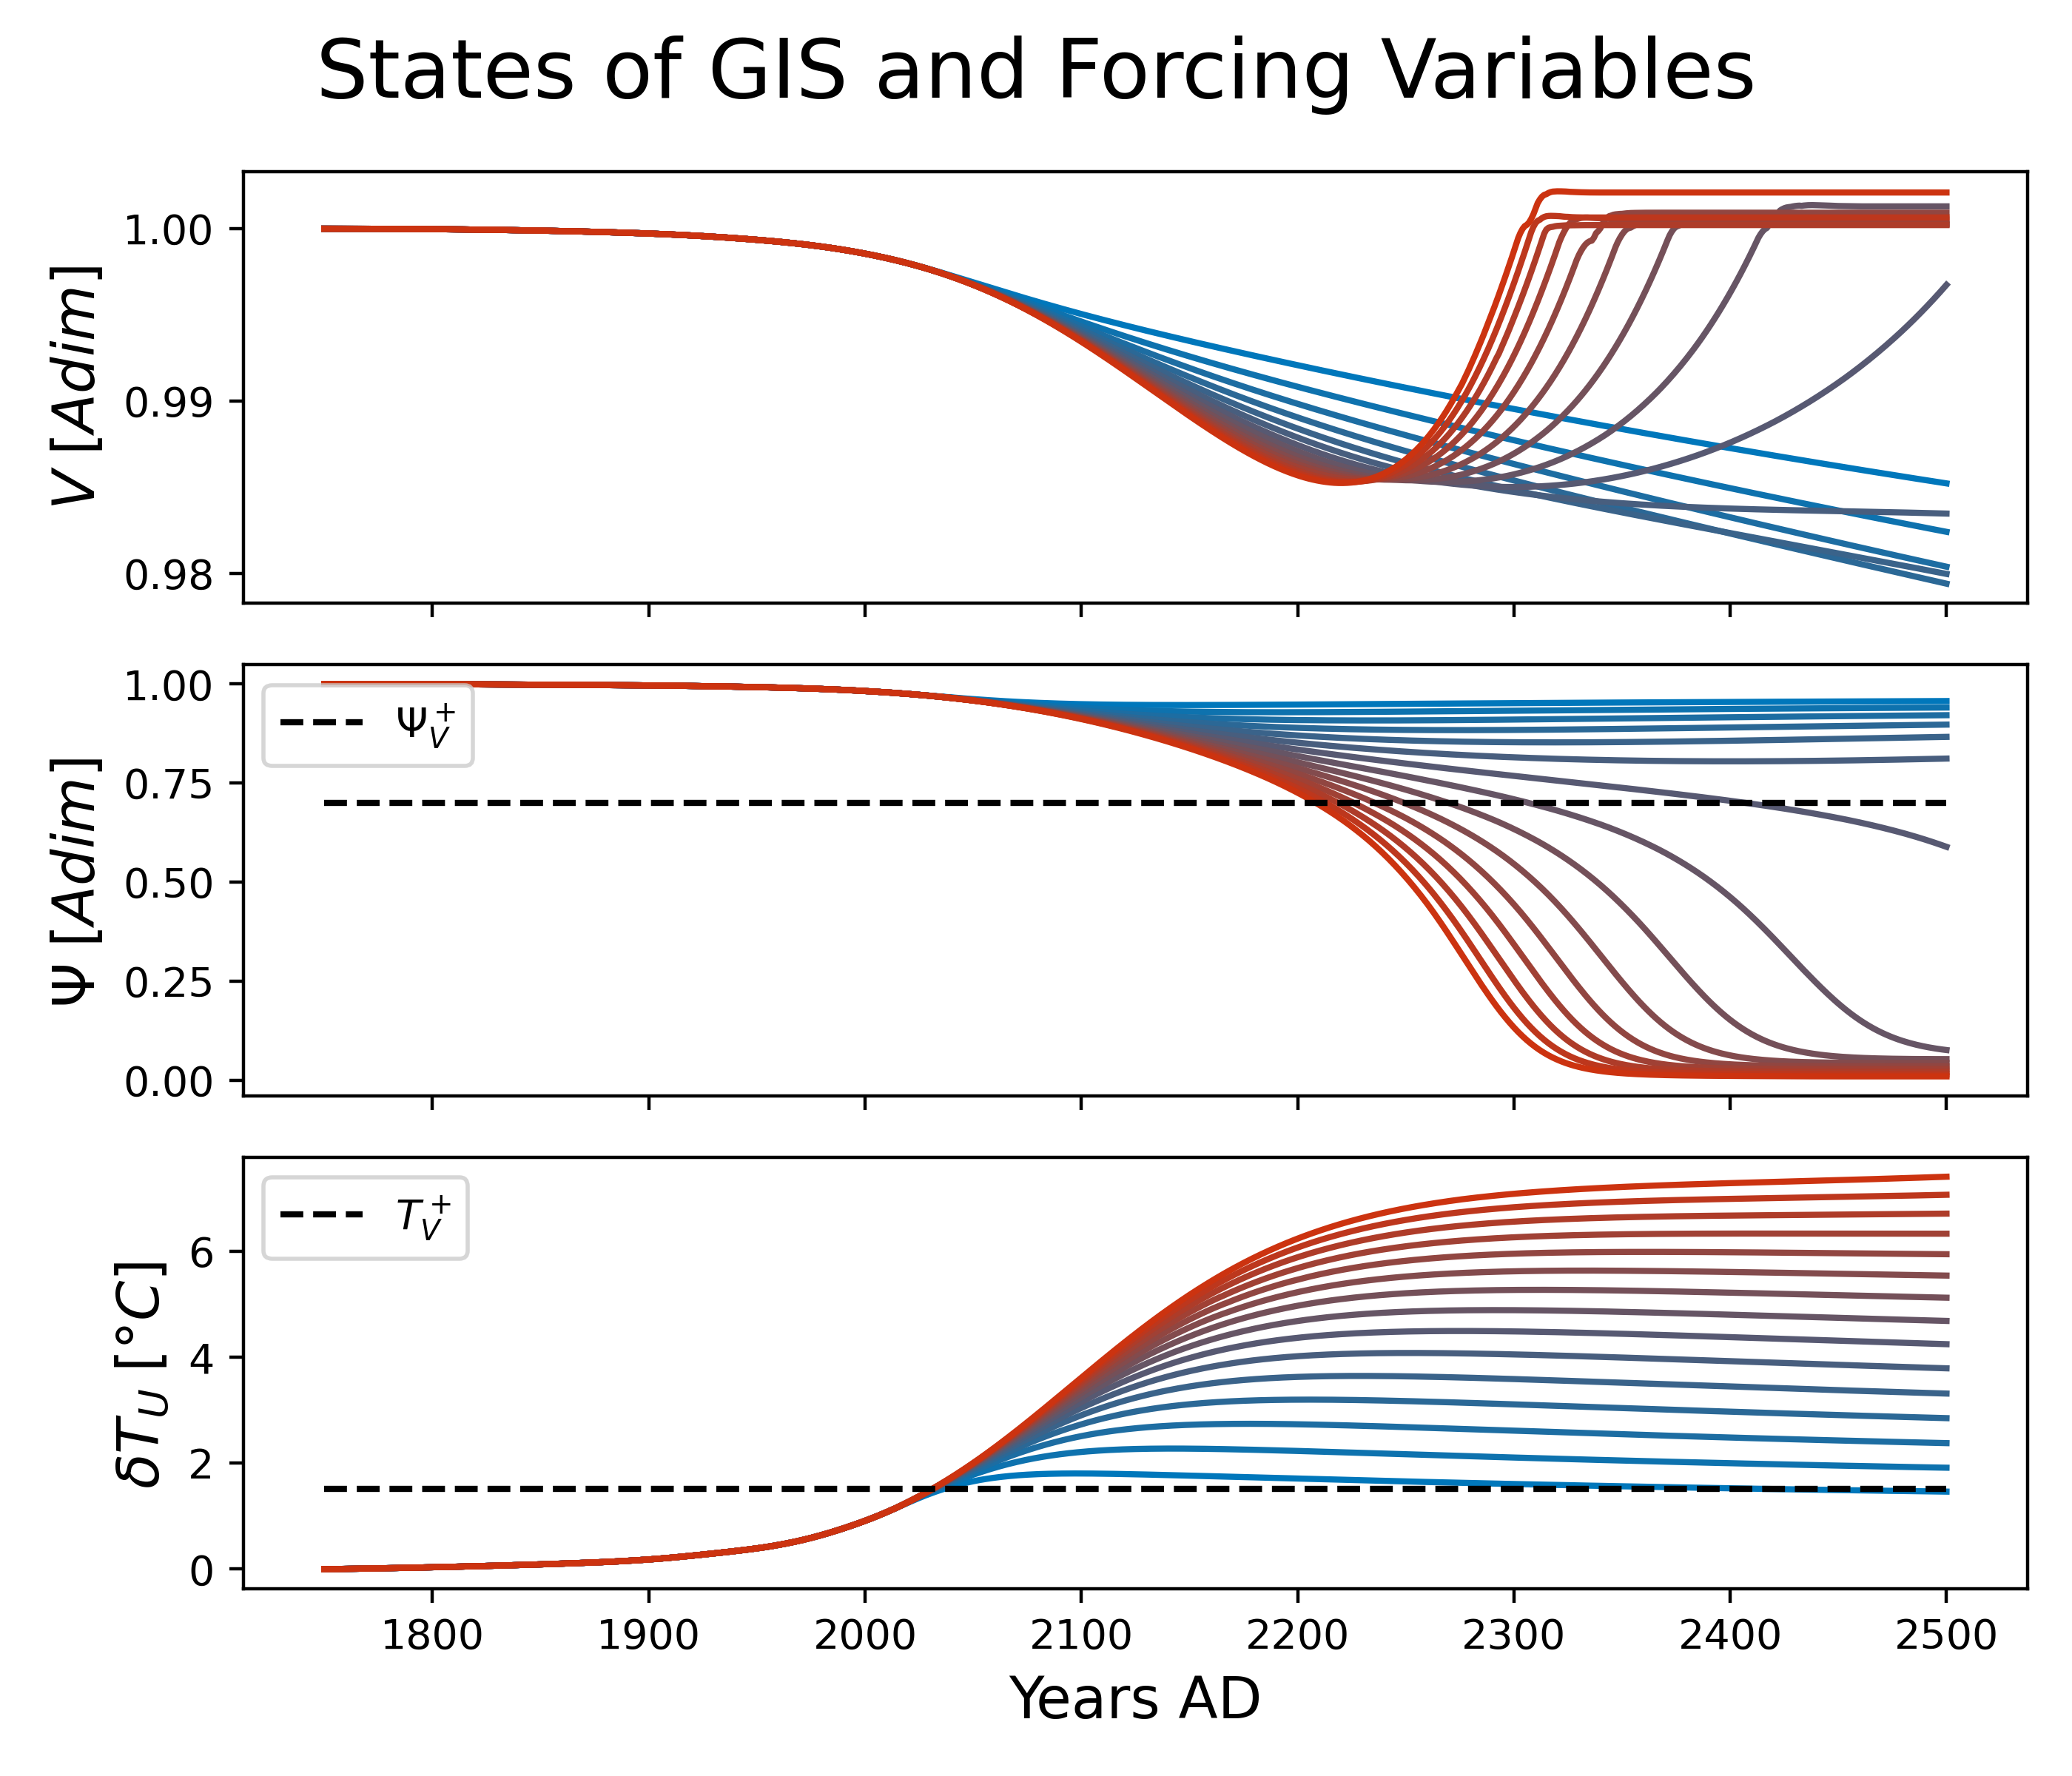 States of GIS and Forcing Variables
V [Adim]
1.00
0.99
0.98
Ψ [Adim]
1.00
0.75
0.50
0.25
0.00
Ψ_V^+
δT_U [°C]
6
4
2
0
T_V^+
1800 1900 2000 2100 2200 2300 2400 2500
Years AD